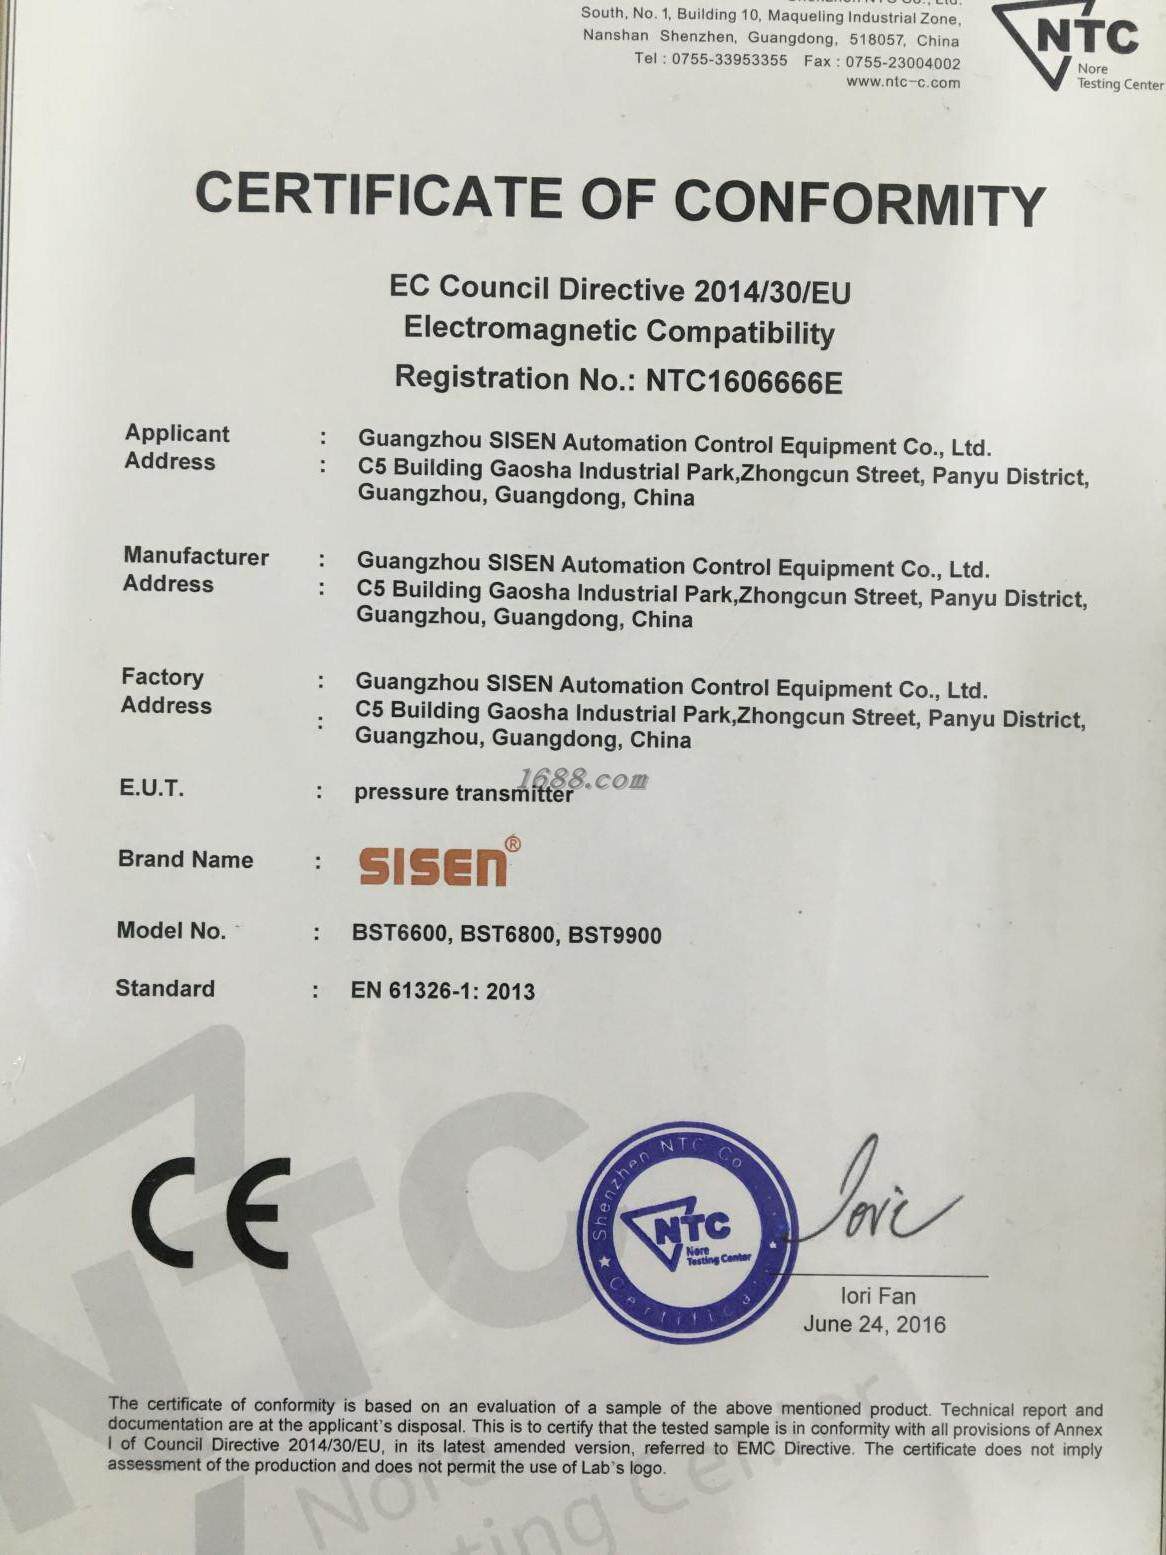 South, No. 1, Building 10, Maqueling Industrial Zone,
Nanshan Shenzhen, Guangdong, 518057, China
Tel : 0755-33953355 Fax : 0755-23004002
www.ntc-c.com
NTC
Nore
Testing Center
CERTIFICATE OF CONFORMITY
EC Council Directive 2014/30/EU
Electromagnetic Compatibility
Registration No.: NTC1606666E
Applicant : Guangzhou SISEN Automation Control Equipment Co., Ltd.
Address : C5 Building Gaosha Industrial Park,Zhongcun Street, Panyu District,
Guangzhou, Guangdong, China
Manufacturer : Guangzhou SISEN Automation Control Equipment Co., Ltd.
Address : C5 Building Gaosha Industrial Park,Zhongcun Street, Panyu District,
Guangzhou, Guangdong, China
Factory : Guangzhou SISEN Automation Control Equipment Co., Ltd.
Address : C5 Building Gaosha Industrial Park,Zhongcun Street, Panyu District,
Guangzhou, Guangdong, China
1688.com
E.U.T. : pressure transmitter
Brand Name : SISEN®
Model No. : BST6600, BST6800, BST9900
Standard : EN 61326-1: 2013
CE
Shenzhen NTC Co
NTC
Nore
Testing Center
Iori
Iori Fan
June 24, 2016
The certificate of conformity is based on an evaluation of a sample of the above mentioned product. Technical report and
documentation are at the applicant's disposal. This is to certify that the tested sample is in conformity with all provisions of Annex
I of Council Directive 2014/30/EU, in its latest amended version, referred to EMC Directive. The certificate does not imply
assessment of the production and does not permit the use of Lab's logo.
NTC
Nore
Testing Center